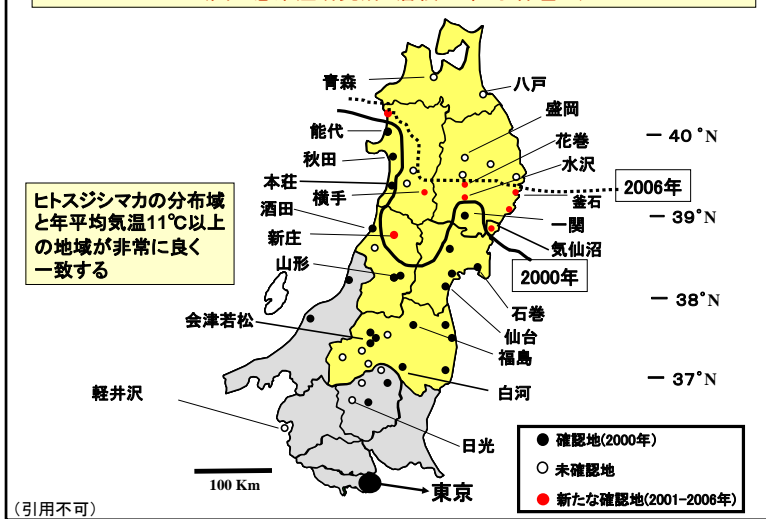 青森
八戸
盛岡
能代
花巻
40°N
秋田
水沢
本荘
横手
釜石
2006年
ヒトスジシマカの分布域
と年平均気温11℃以上
の地域が非常に良く
一致する
酒田
一関
39°N
新庄
気仙沼
山形
2000年
石巻
38°N
会津若松
仙台
福島
37°N
軽井沢
白河
日光
● 確認地(2000年)
○ 未確認地
● 新たな確認地(2001-2006年)
100 Km
東京
(引用不可)